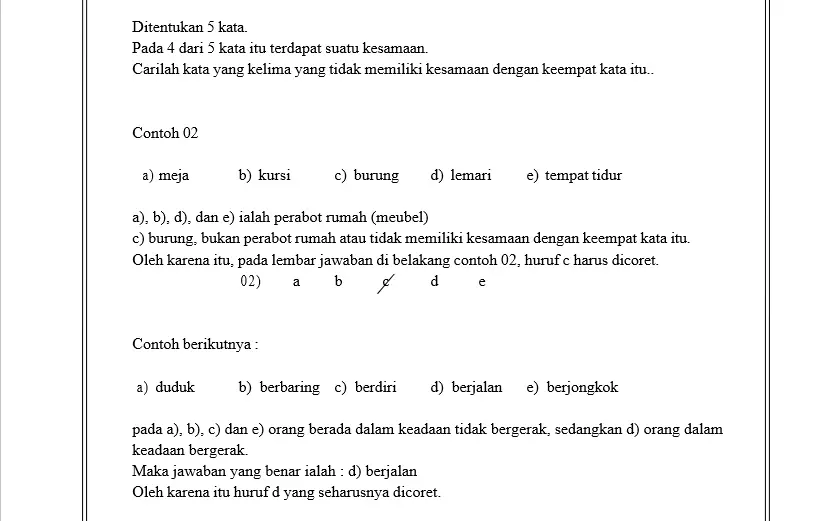 Ditentukan 5 kata.
Pada 4 dari 5 kata itu terdapat suatu kesamaan.
Carilah kata yang kelima yang tidak memiliki kesamaan dengan keempat kata itu..
Contoh 02
a) meja b) kursi c) burung d) lemari e) tempat tidur
a), b), d), dan e) ialah perabot rumah (meubel)
c) burung, bukan perabot rumah atau tidak memiliki kesamaan dengan keempat kata itu.
Oleh karena itu, pada lembar jawaban di belakang contoh 02, huruf c harus dicoret.
02) a b c d e
Contoh berikutnya :
a) duduk b) berbaring c) berdiri d) berjalan e) berjongkok
pada a), b), c) dan e) orang berada dalam keadaan tidak bergerak, sedangkan d) orang dalam
keadaan bergerak.
Maka jawaban yang benar ialah : d) berjalan
Oleh karena itu huruf d yang seharusnya dicoret.